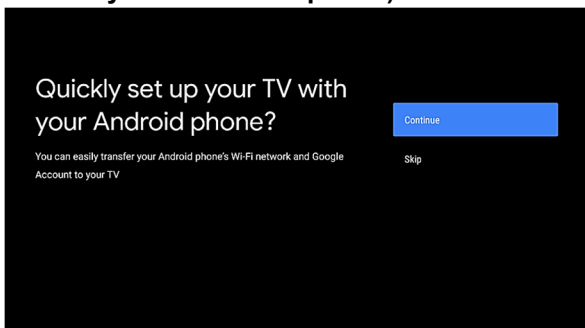 Quickly set up your TV with
your Android phone?
You can easily transfer your Android phone's Wi-Fi network and Google
Account to your TV
Continue
Skip